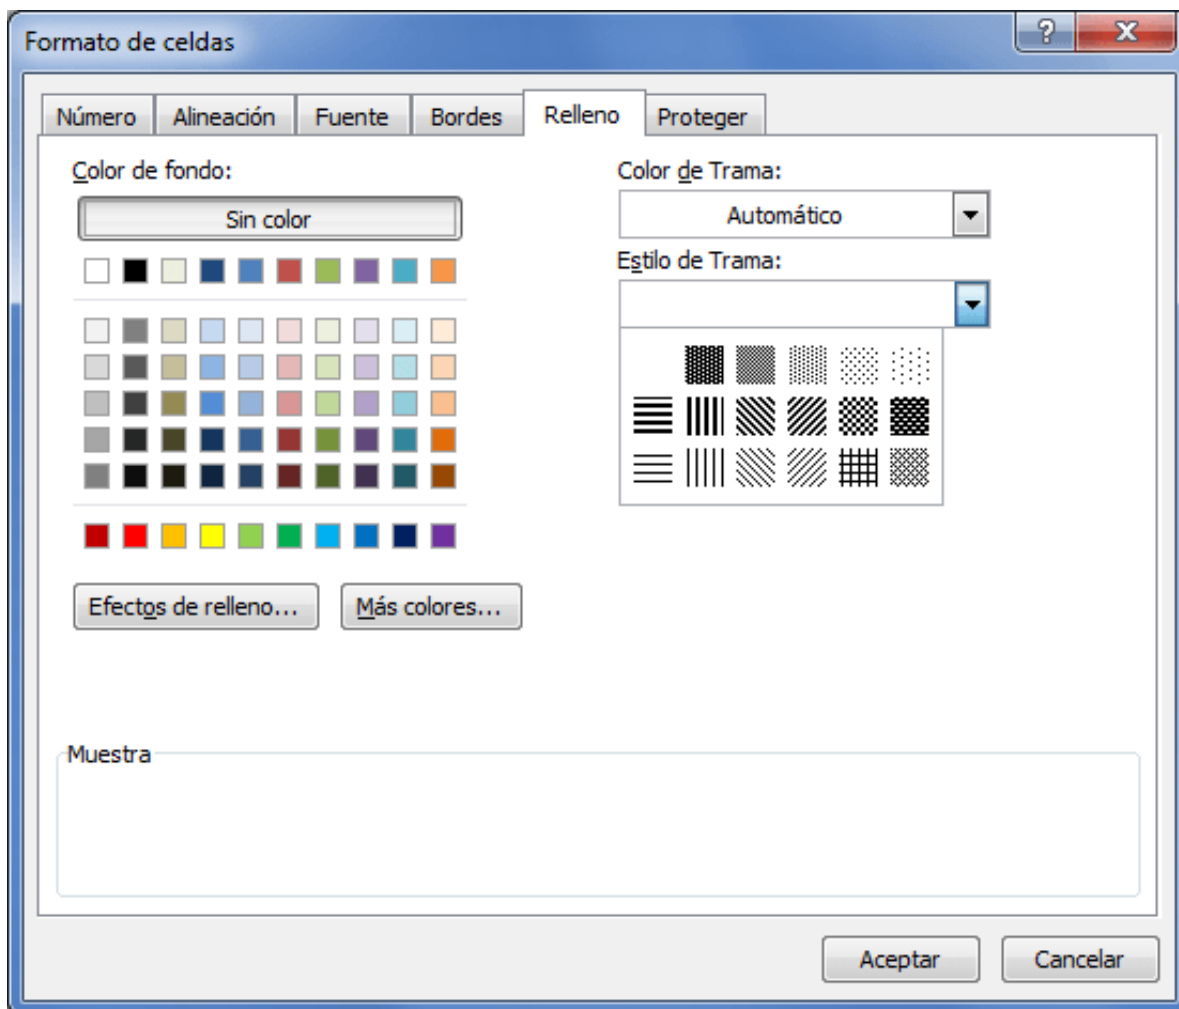 Formato de celdas
Número Alineación Fuente Bordes Relleno Proteger
Color de fondo:
Sin color
Color de Trama:
Automático
Estilo de Trama:
Efectos de relleno...
Más colores...
Muestra
Aceptar
Cancelar